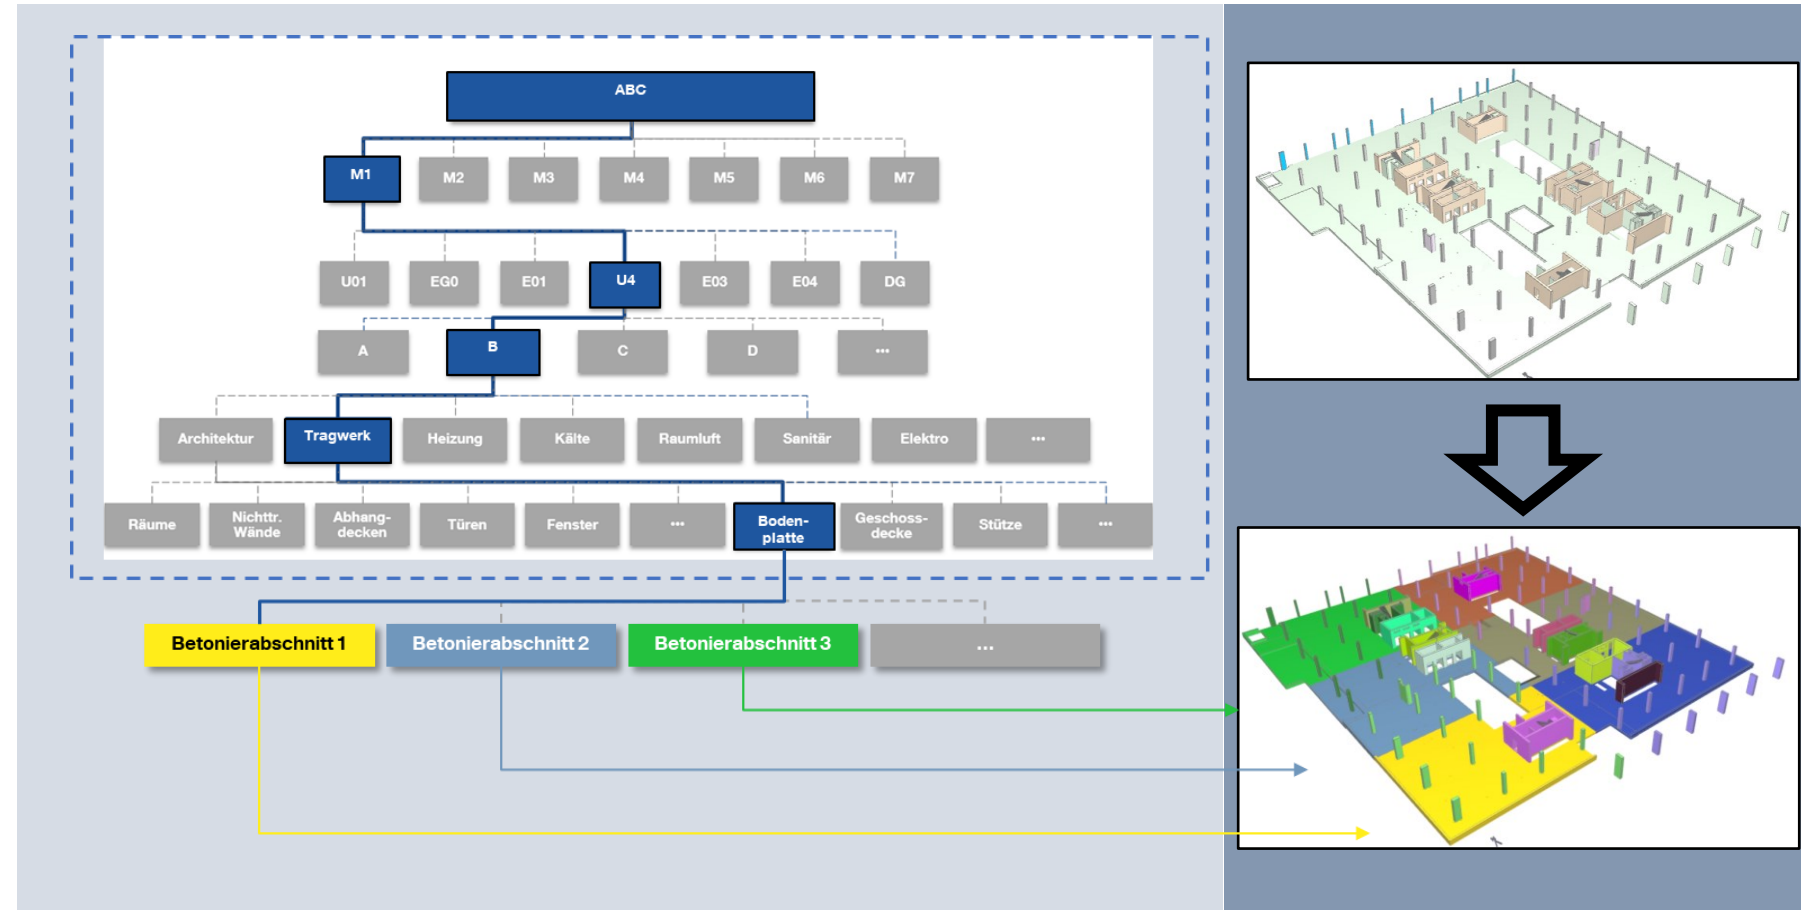 ABC
M1 M2 M3 M4 M5 M6 M7
U01 EG0 E01 U4 E03 E04 DG
A B C D ...
Architektur Tragwerk Heizung Kälte Raumluft Sanitär Elektro ...
Räume Nichttr. Wände Abhang- decken Türen Fenster ... Boden- platte Geschoss- decke Stütze ...
Betonierabschnitt 1 Betonierabschnitt 2 Betonierabschnitt 3 ...